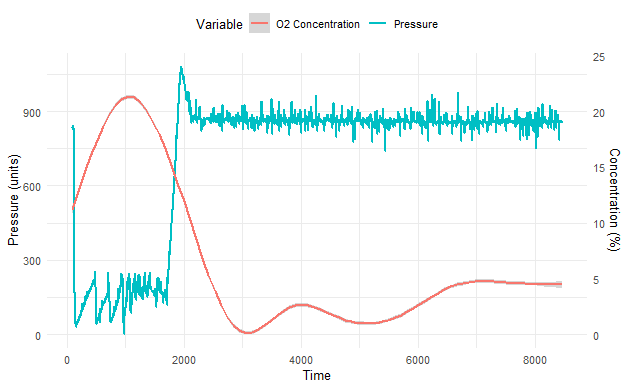 Variable O2 Concentration Pressure
Pressure (units)
900
600
300
0
25
20
15
10
5
0
Concentration (%)
0 2000 4000 6000 8000
Time